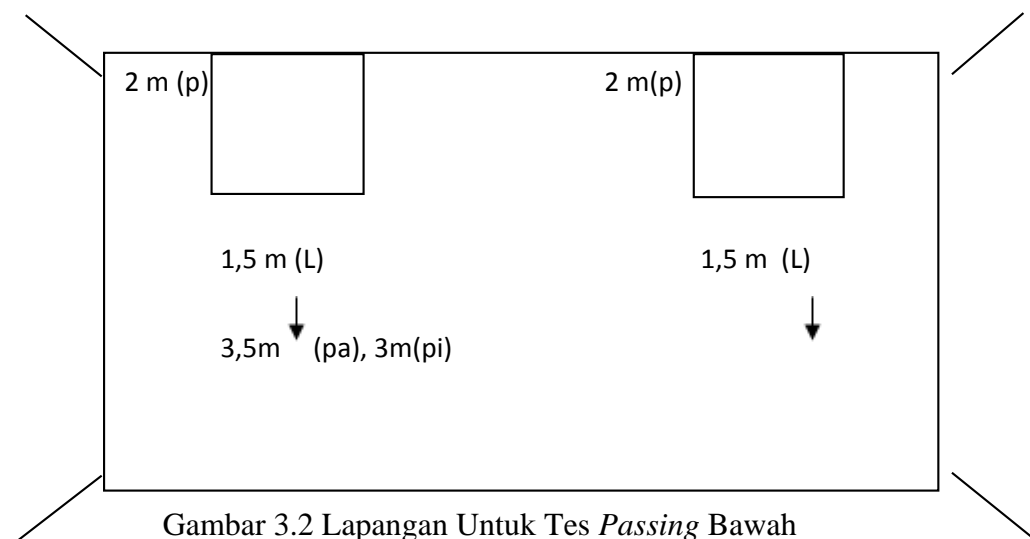 2 m (p) 2 m(p)
1,5 m (L) 1,5 m  (L)
3,5m (pa), 3m(pi)
Gambar 3.2 Lapangan Untuk Tes Passing Bawah